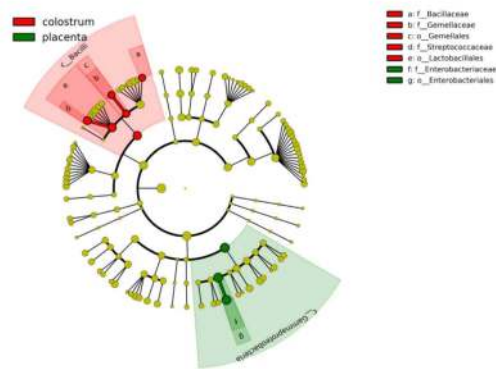 colostrum
placenta
a: f__Bacillaceae
b: f__Gemellaceae
c: o__Gemellales
d: f__Streptococcaceae
e: o__Lactobacillales
f: f__Enterobacteriaceae
g: o__Enterobacteriales
c__Bacilli
a
b
c
d
e
c__Gammaproteobacteria
f
g